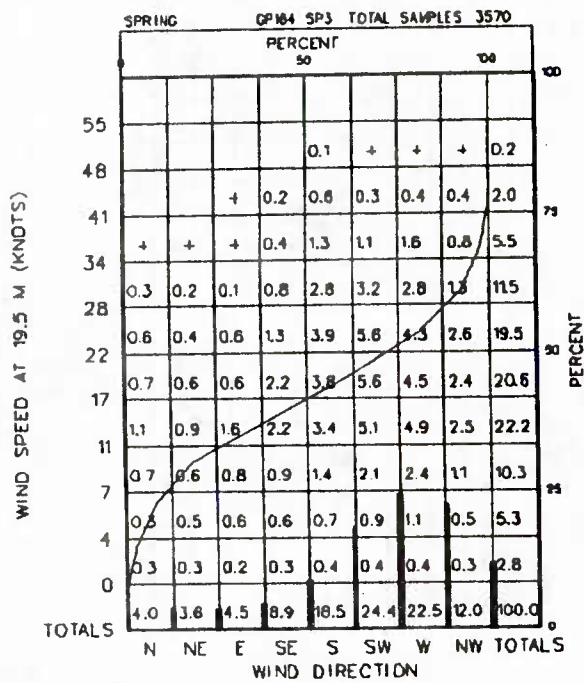 SPRING GP184 SP3 TOTAL SAMPLES 3570
PERCENT
50 100
100
55
0.1 + + + 0.2
48
+ 0.2 0.6 0.3 0.4 0.4 2.0
41 75
+ + + 0.4 1.3 1.1 1.6 0.8 5.5
34
0.3 0.2 0.1 0.8 2.8 3.2 2.8 1.3 11.5
28
0.6 0.4 0.6 1.3 3.9 5.6 4.3 2.6 19.5
22 50
0.7 0.6 0.6 2.2 3.8 5.6 4.5 2.4 20.6
17
1.1 0.9 1.6 2.2 3.4 5.1 4.9 2.5 22.2
11
0.7 0.6 0.8 0.9 1.4 2.1 2.4 1.1 10.3
7 25
0.5 0.6 0.6 0.7 0.9 1.1 0.5 5.3
4
0.3 0.3 0.2 0.3 0.4 0.4 0.4 0.3 2.8
0
4.0 3.6 4.5 8.9 18.5 24.4 22.5 12.0 100.0
TOTALS 0
N NE E SE S SW W NW TOTALS
WIND DIRECTION
WIND SPEED AT 19.5 M (KNOTS)
PERCENT